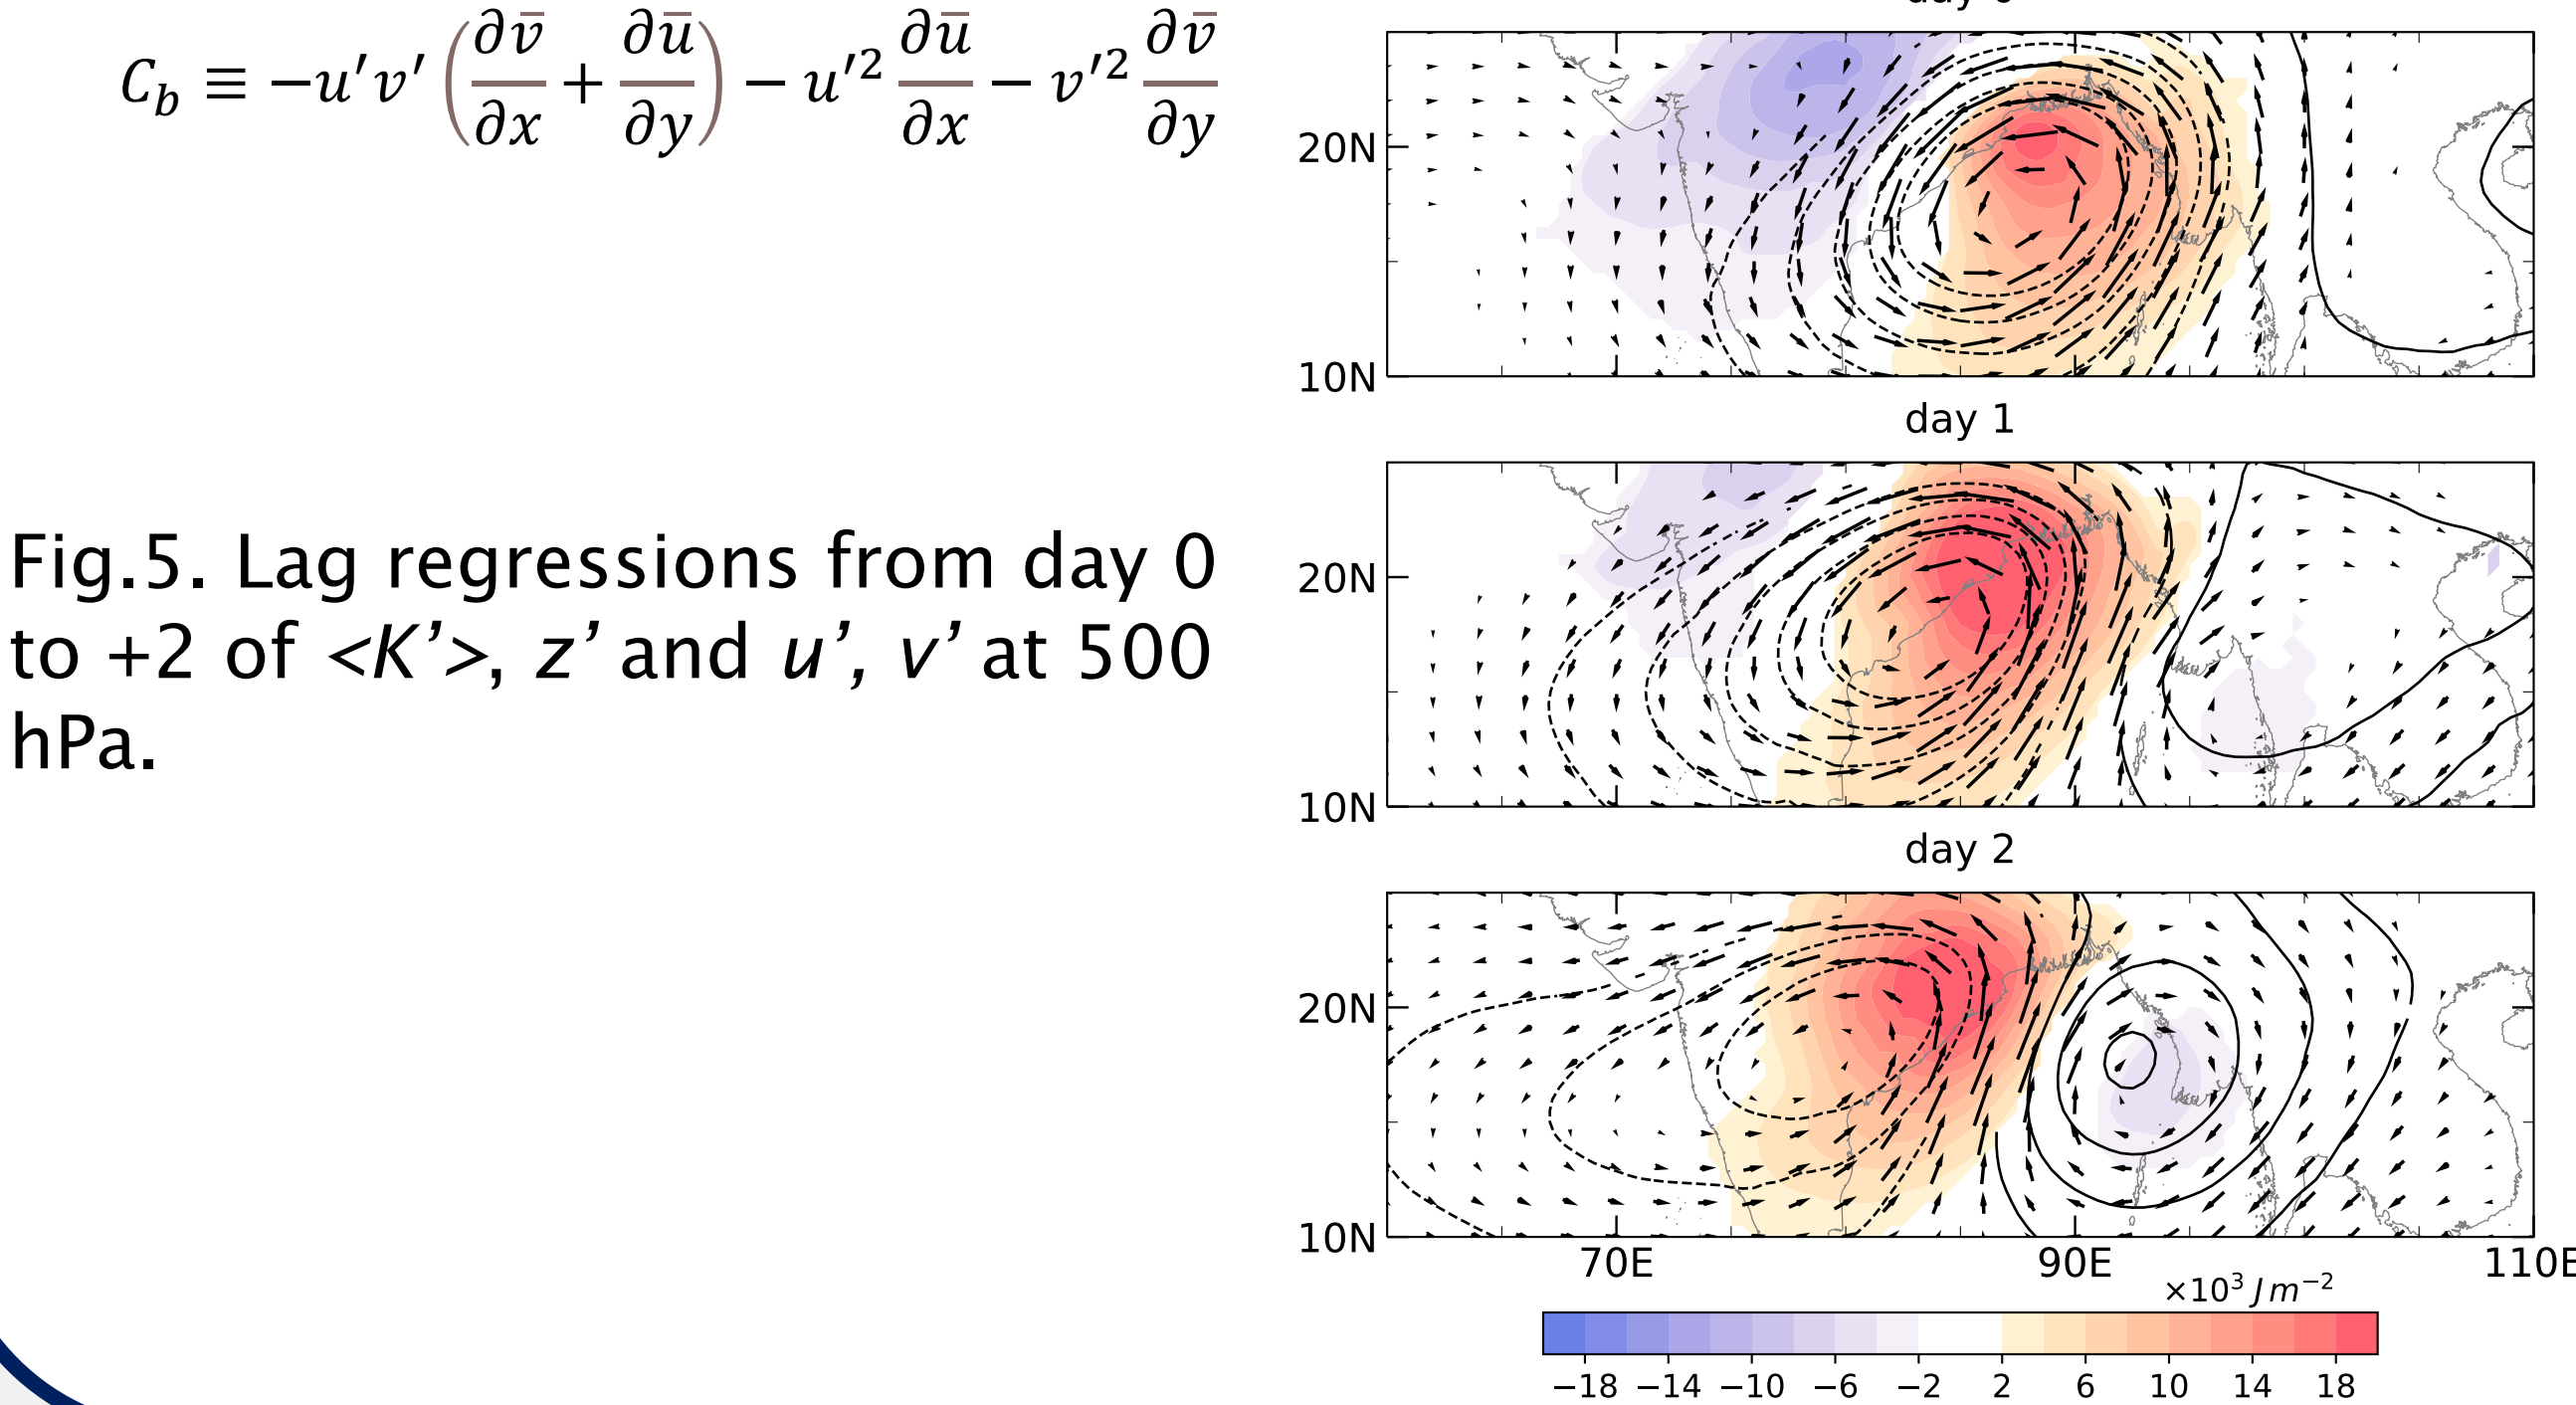 C_b ≡ −u′v′ (∂v̄/∂x + ∂ū/∂y) − u′² ∂ū/∂x − v′² ∂v̄/∂y
Fig.5. Lag regressions from day 0
to +2 of <K’>, z’ and u’, v’ at 500
hPa.
20N
10N
day 1
20N
10N
day 2
20N
10N
70E 90E 110E
×10³ J m⁻²
−18 −14 −10 −6 −2 2 6 10 14 18